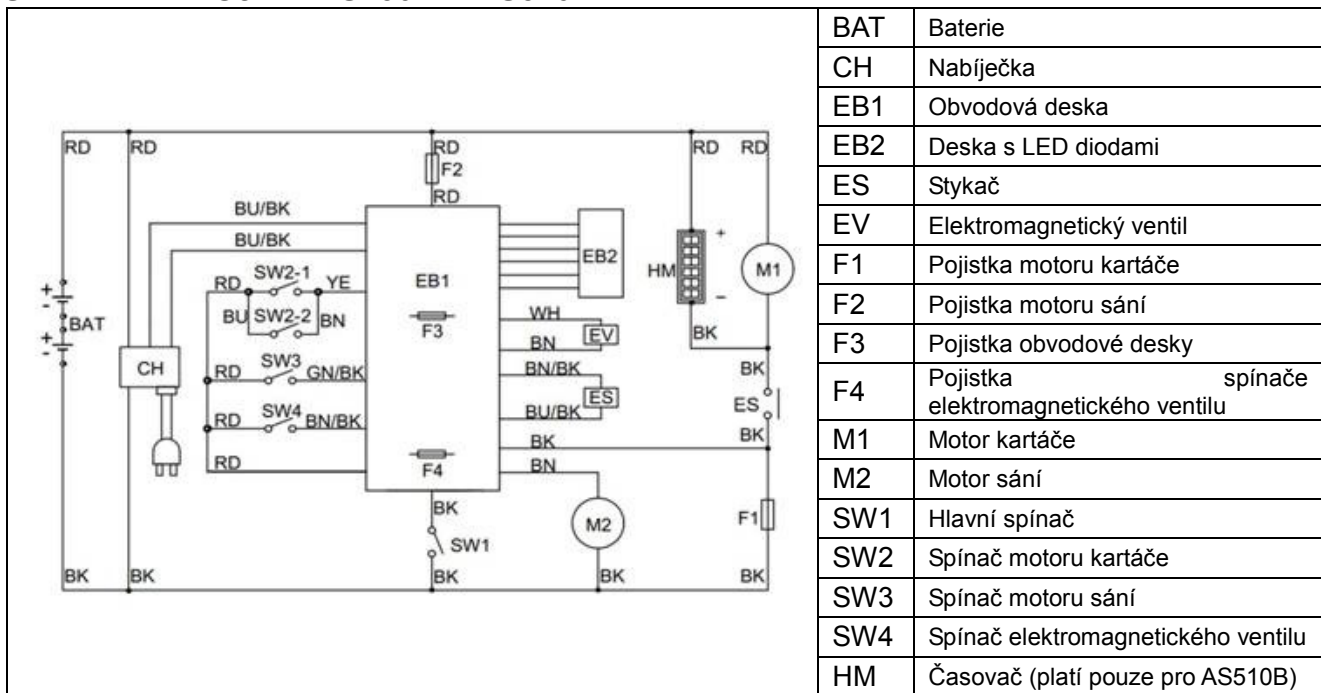 RD
RD
RD
RD
RD
F2
RD
BU/BK
BU/BK
SW2-1
RD
YE
BU
SW2-2
BN
EB1
EB2
F3
HM
+
-
M1
+
-
+
-
BAT
WH
EV
BN
BK
CH
SW3
RD
GN/BK
BN/BK
ES
BU/BK
BK
ES
SW4
RD
BN/BK
BK
BK
RD
F4
BN
BK
SW1
M2
F1
BK
BK
BK
BK
BK
BAT Baterie
CH Nabíječka
EB1 Obvodová deska
EB2 Deska s LED diodami
ES Stykač
EV Elektromagnetický ventil
F1 Pojistka motoru kartáče
F2 Pojistka motoru sání
F3 Pojistka obvodové desky
F4 Pojistka spínače
elektromagnetického ventilu
M1 Motor kartáče
M2 Motor sání
SW1 Hlavní spínač
SW2 Spínač motoru kartáče
SW3 Spínač motoru sání
SW4 Spínač elektromagnetického ventilu
HM Časovač (platí pouze pro AS510B)